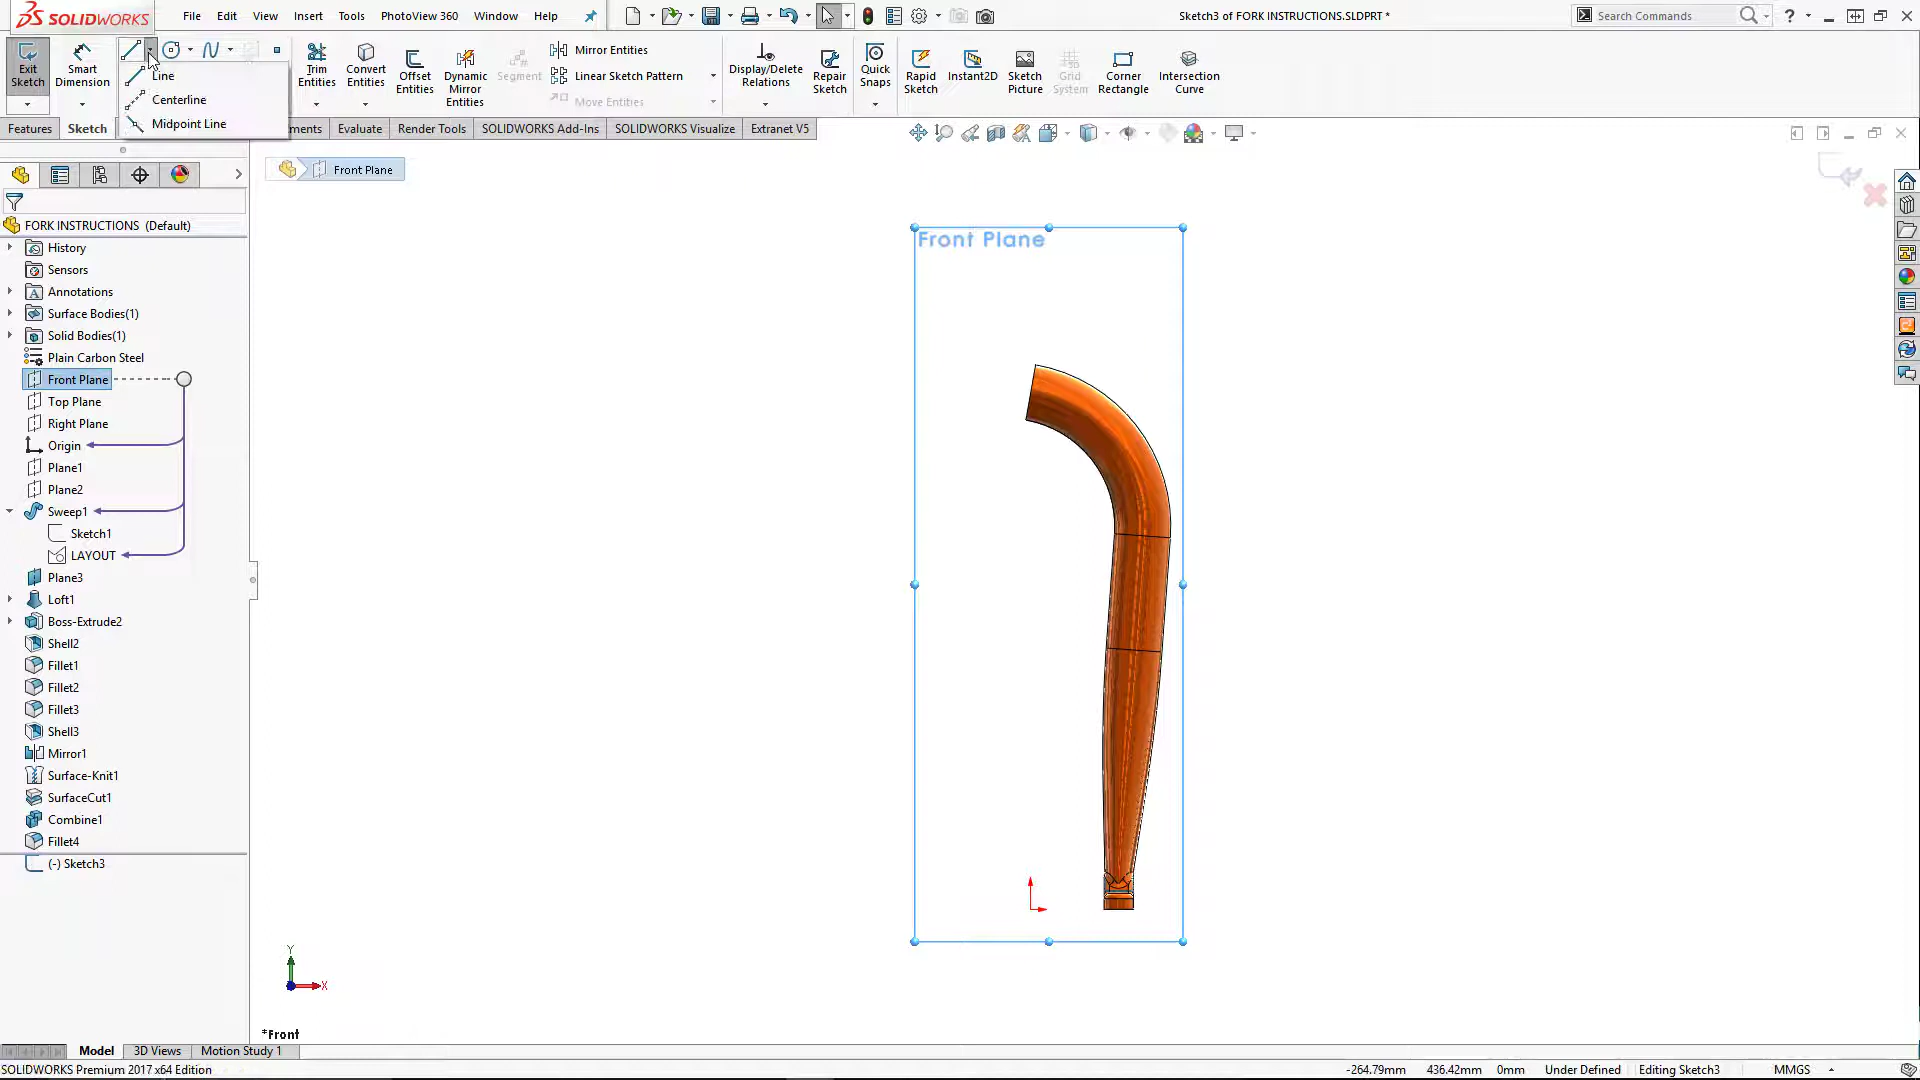 SOLIDWORKS
File Edit View Insert Tools PhotoView 360 Window Help
Sketch3 of FORK INSTRUCTIONS.SLDPRT *
Search Commands
Exit Sketch
Smart Dimension
Line
Centerline
Midpoint Line
Trim Entities
Convert Entities
Offset Entities
Dynamic Mirror Entities
Segment
Mirror Entities
Linear Sketch Pattern
Move Entities
Display/Delete Relations
Repair Sketch
Quick Snaps
Rapid Sketch
Instant2D
Sketch Picture
Grid System
Corner Rectangle
Intersection Curve
Features Sketch ments Evaluate Render Tools SOLIDWORKS Add-Ins SOLIDWORKS Visualize Extranet V5
Front Plane
Front Plane
FORK INSTRUCTIONS (Default)
History
Sensors
Annotations
Surface Bodies(1)
Solid Bodies(1)
Plain Carbon Steel
Front Plane
Top Plane
Right Plane
Origin
Plane1
Plane2
Sweep1
Sketch1
LAYOUT
Plane3
Loft1
Boss-Extrude2
Shell2
Fillet1
Fillet2
Fillet3
Shell3
Mirror1
Surface-Knit1
SurfaceCut1
Combine1
Fillet4
(-) Sketch3
Y
X
*Front
Model 3D Views Motion Study 1
SOLIDWORKS Premium 2017 x64 Edition
-264.79mm 436.42mm 0mm Under Defined Editing Sketch3 MMGS